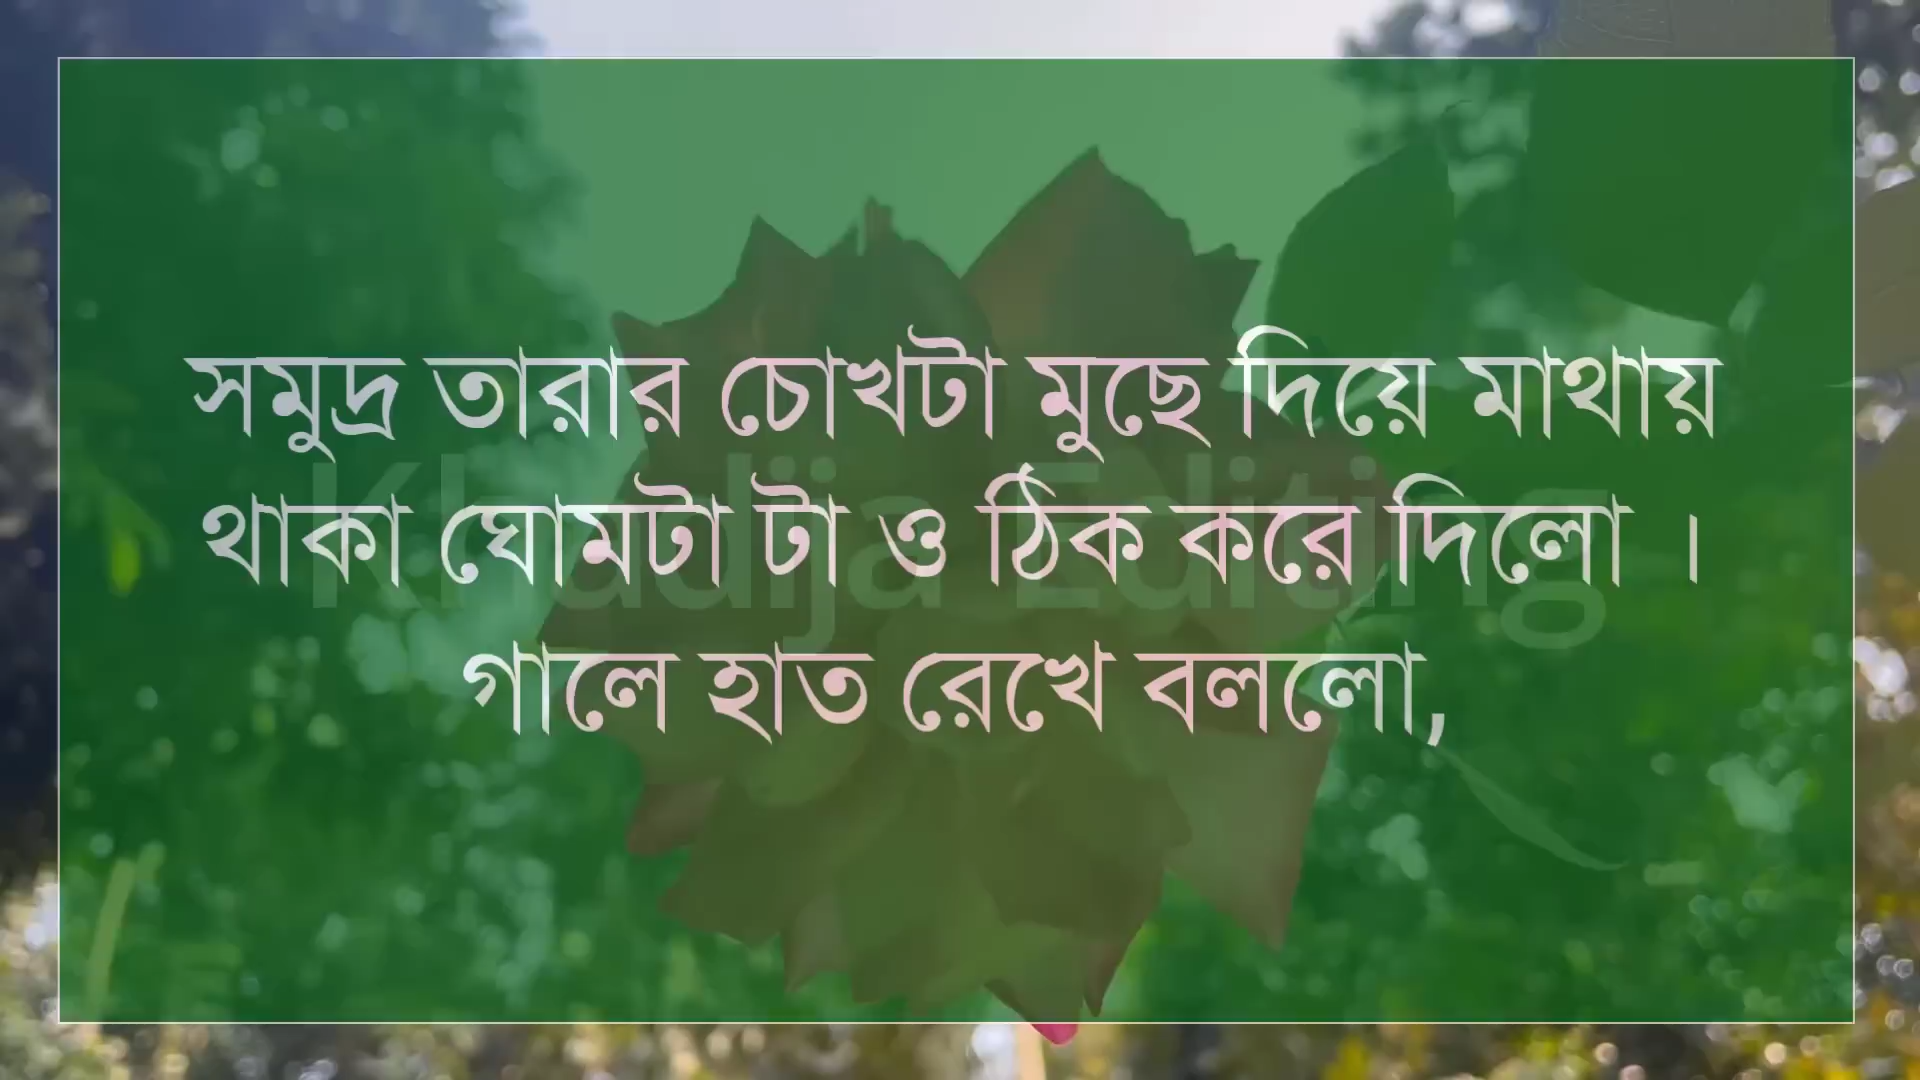 সমুদ্র তারার চোখটা মুছে দিয়ে মাথায়
থাকা ঘোমটা টা ও ঠিক করে দিলো ।
গালে হাত রেখে বললো,
Khadija Editing